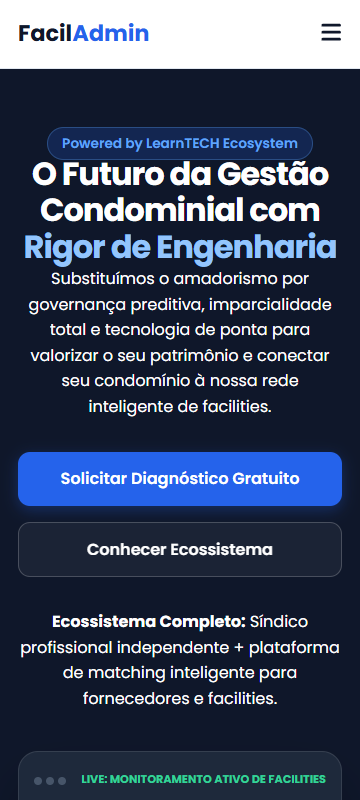 FacilAdmin
Powered by LearnTECH Ecosystem
O Futuro da Gestão
Condominial com
Rigor de Engenharia
Substituímos o amadorismo por
governança preditiva, imparcialidade
total e tecnologia de ponta para
valorizar o seu patrimônio e conectar
seu condomínio à nossa rede
inteligente de facilities.
Solicitar Diagnóstico Gratuito
Conhecer Ecossistema
Ecossistema Completo: Síndico
profissional independente + plataforma
de matching inteligente para
fornecedores e facilities.
LIVE: MONITORAMENTO ATIVO DE FACILITIES